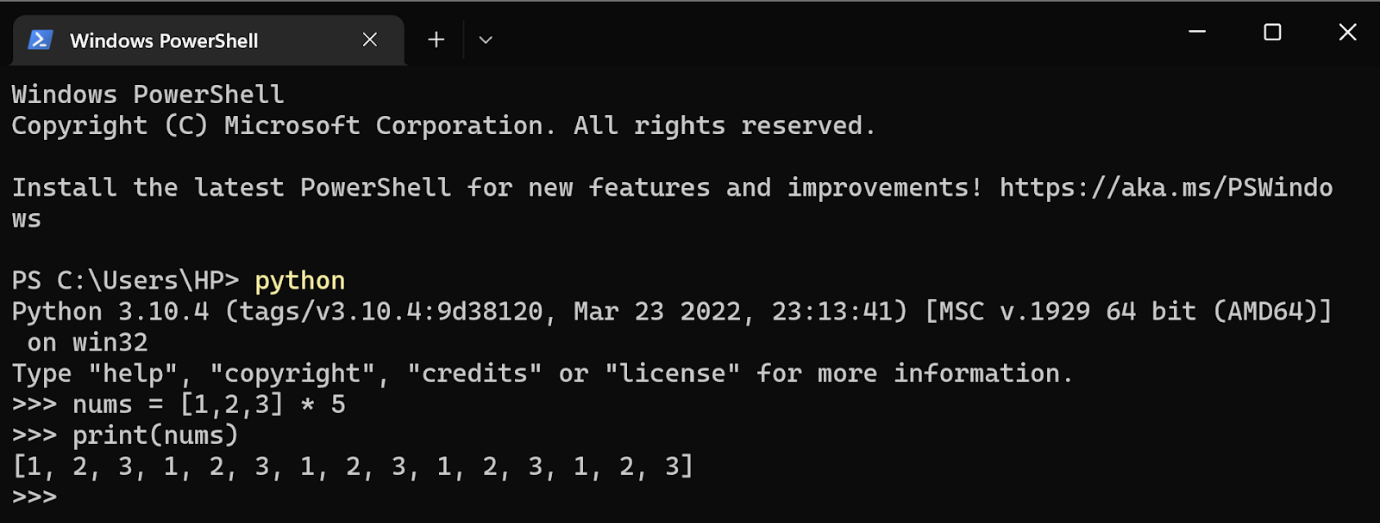 Windows PowerShell
Windows PowerShell
Copyright (C) Microsoft Corporation. All rights reserved.
Install the latest PowerShell for new features and improvements! https://aka.ms/PSWindo
ws
PS C:\Users\HP> python
Python 3.10.4 (tags/v3.10.4:9d38120, Mar 23 2022, 23:13:41) [MSC v.1929 64 bit (AMD64)]
 on win32
Type "help", "copyright", "credits" or "license" for more information.
>>> nums = [1,2,3] * 5
>>> print(nums)
[1, 2, 3, 1, 2, 3, 1, 2, 3, 1, 2, 3, 1, 2, 3]
>>>